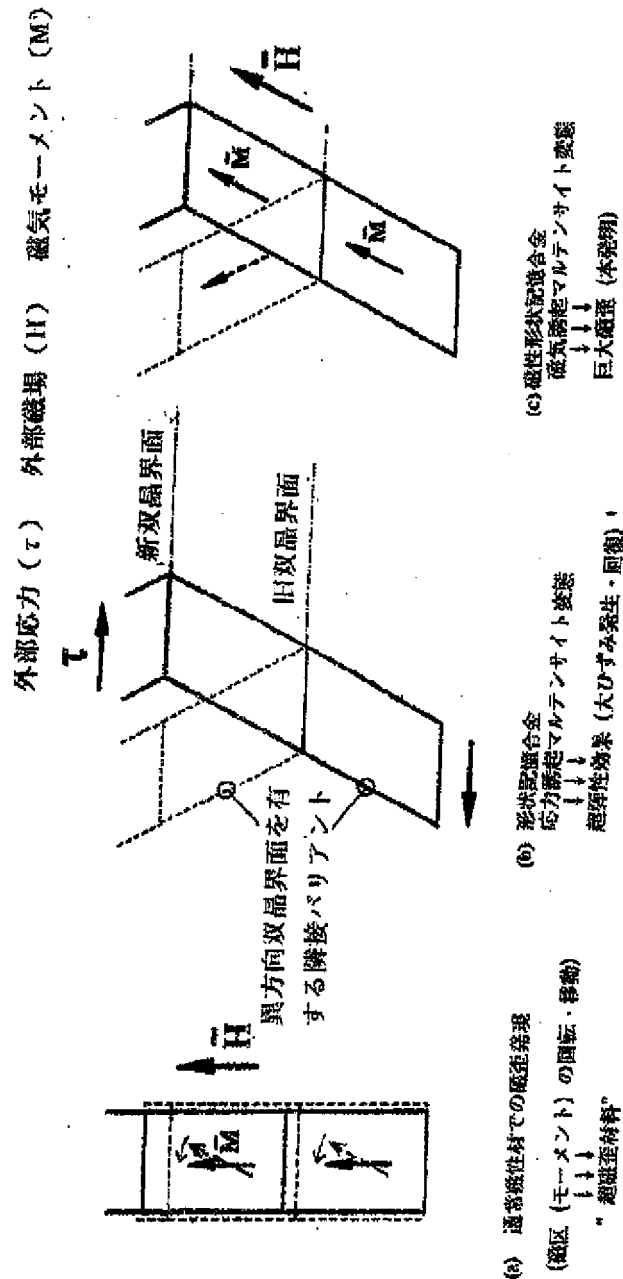 外部応力 (τ) 外部磁場 (H) 磁気モーメント (M)
H̄
M̄
異方向双晶界面を有
する隣接バリアント
τ
新双晶界面
旧双晶界面
M̄
M̄
H̄
(a) 通常磁性材での磁歪発現
(磁区 (モーメント) の回転・移動)
↓↓↓
"超磁歪材料"
(b) 形状記憶合金
応力誘起マルテンサイト変態
↓↓↓
超弾性効果 (大ひずみ発生・回復)
(c) 磁性形状記憶合金
磁気誘起マルテンサイト変態
↓↓↓
巨大磁歪 (本発明)